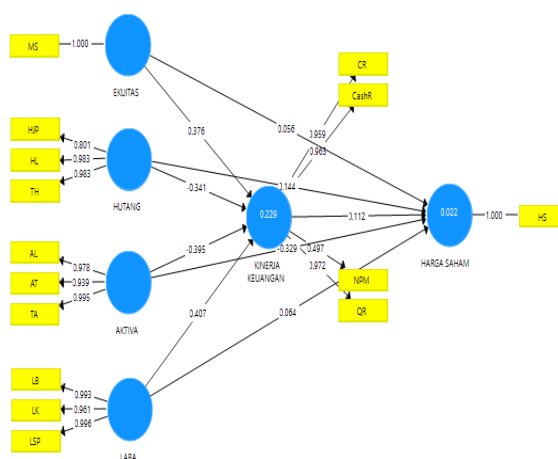 MS
1.000
EKUITAS
CR
CashR
0.376
0.056
0.959
0.963
HJP
HL
TH
0.801
0.983
0.983
HUTANG
-0.341
0.144
0.229
KINERJA
KEUANGAN
0.112
0.022
HARGA SAHAM
1.000
HS
-0.395
-0.329
0.497
0.972
NPM
QR
AL
AT
TA
0.978
0.939
0.995
AKTIVA
0.407
0.064
LB
LK
LSP
0.993
0.961
0.996
LABA